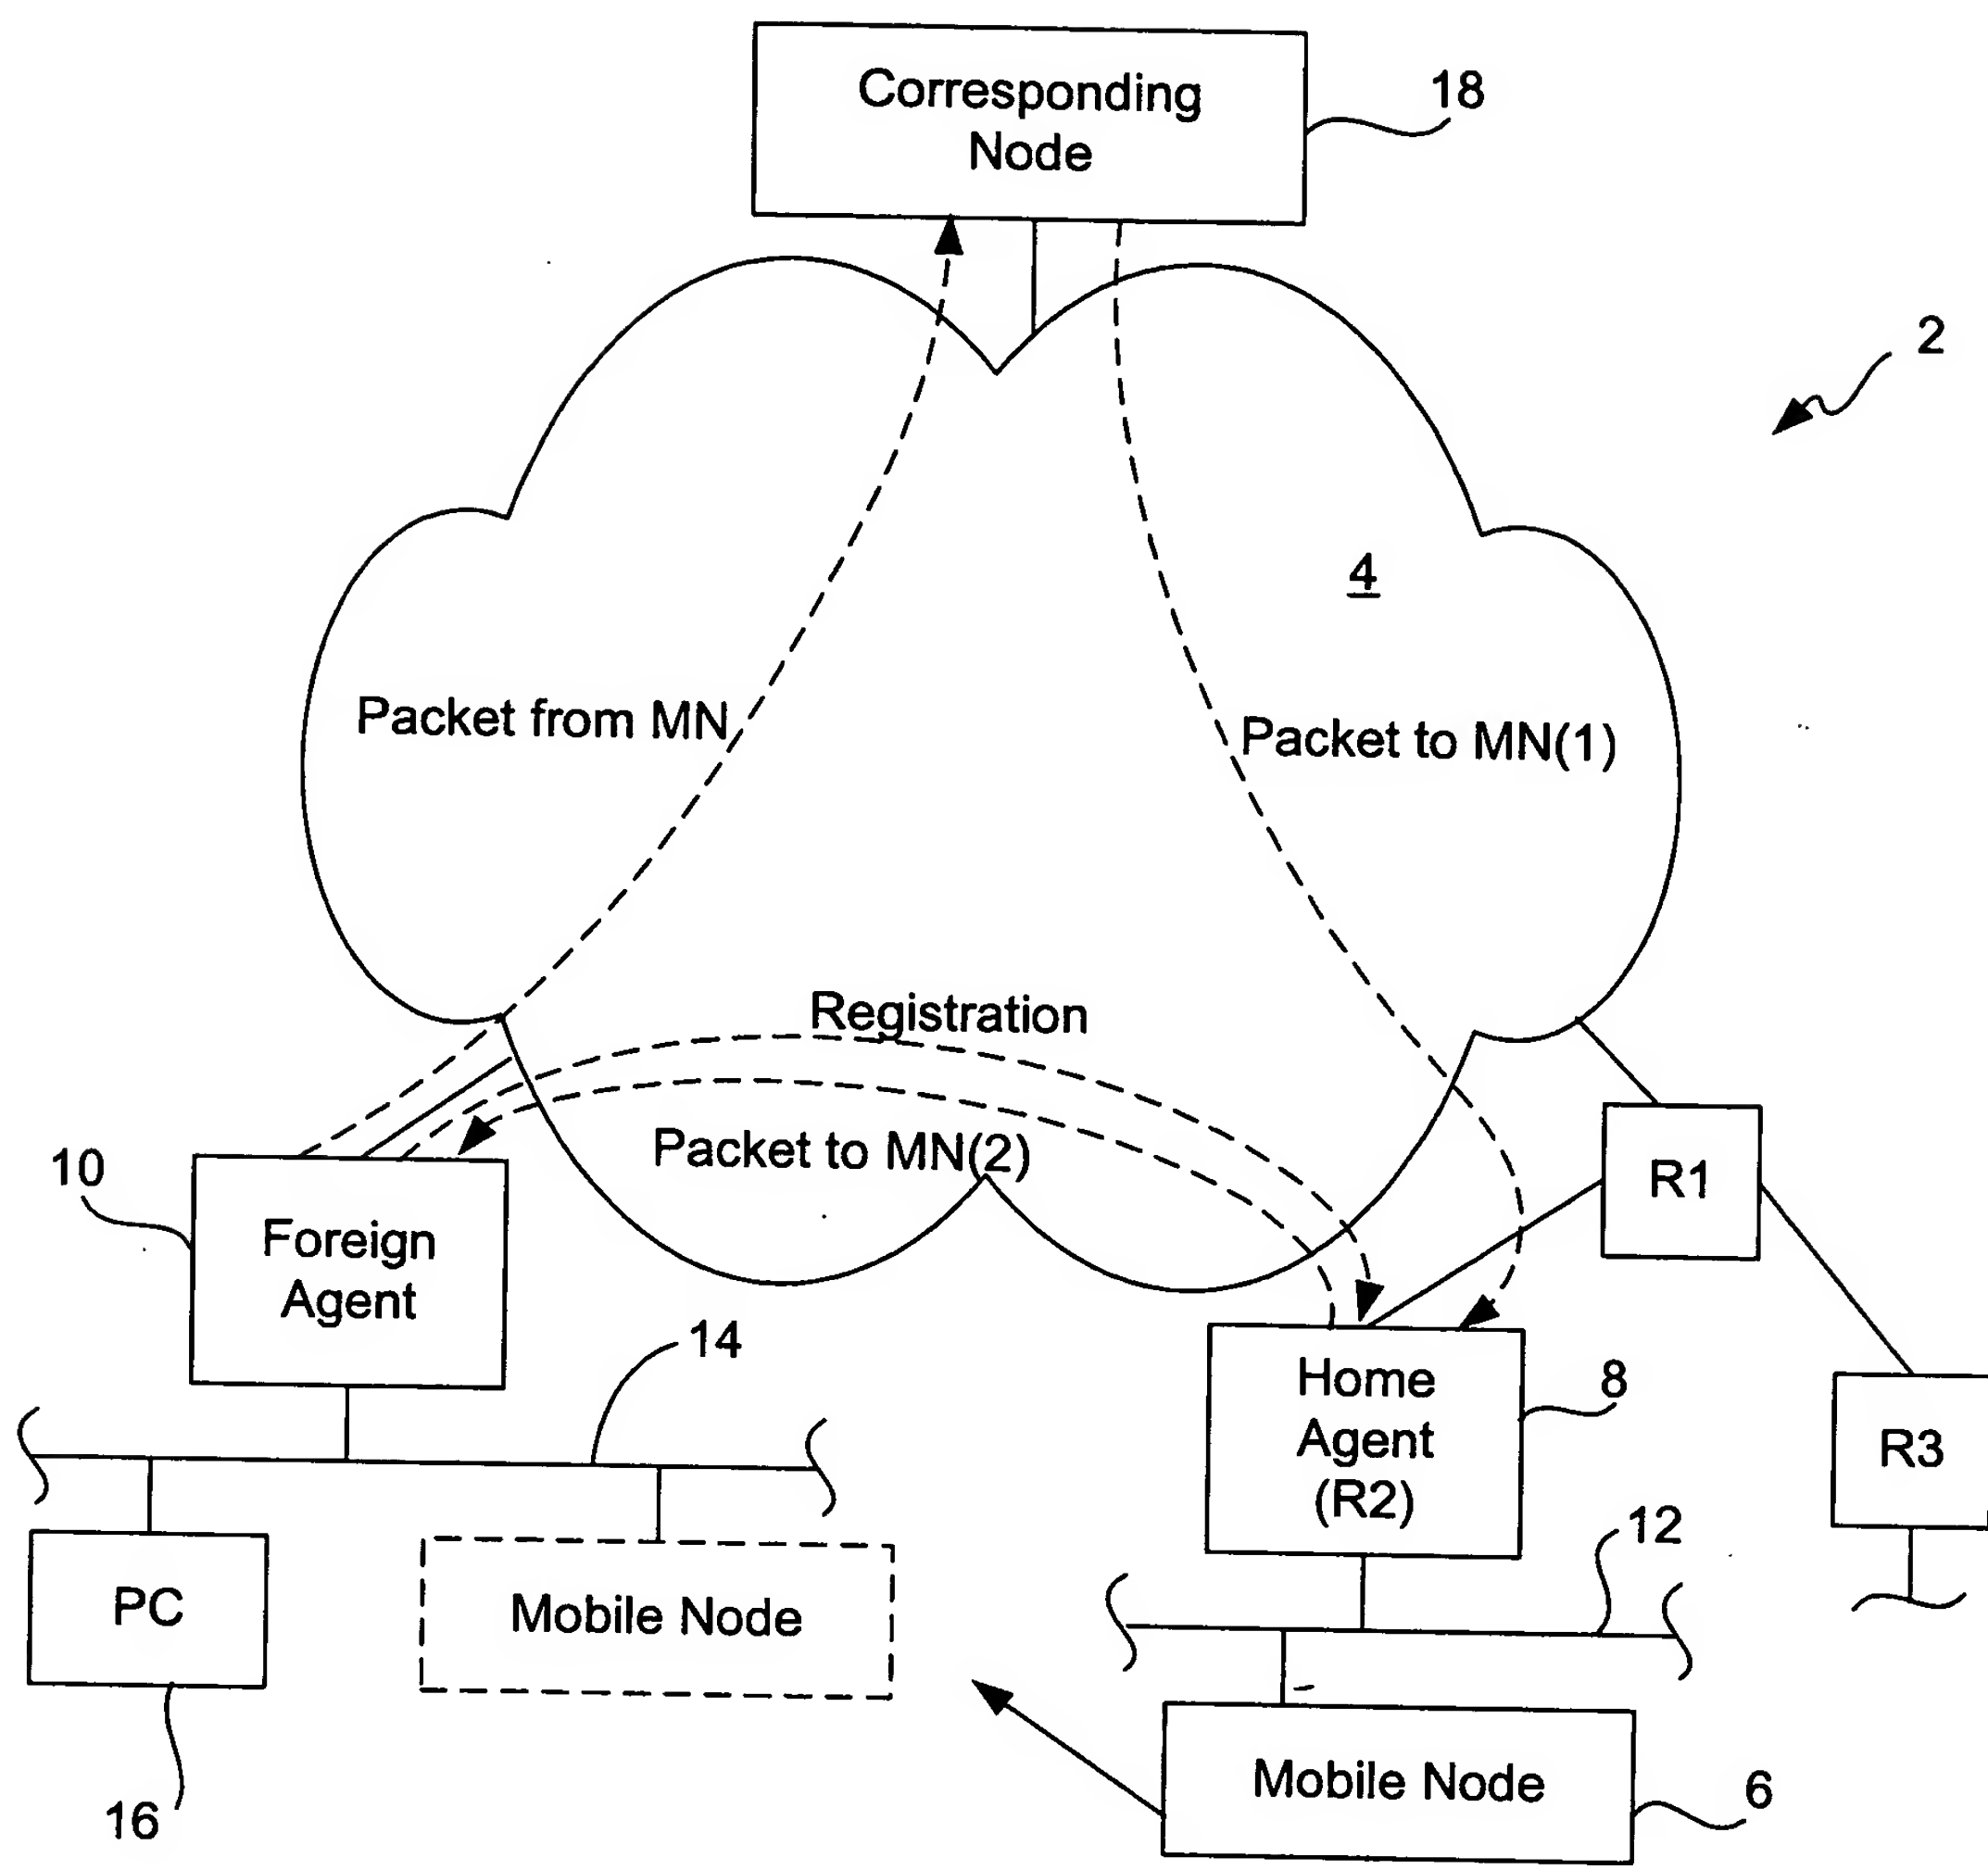 Corresponding
Node
18
2
4
Packet from MN
Packet to MN(1)
Registration
Packet to MN(2)
10
Foreign
Agent
R1
14
Home
Agent
(R2)
8
R3
12
PC
Mobile Node
Mobile Node
6
16